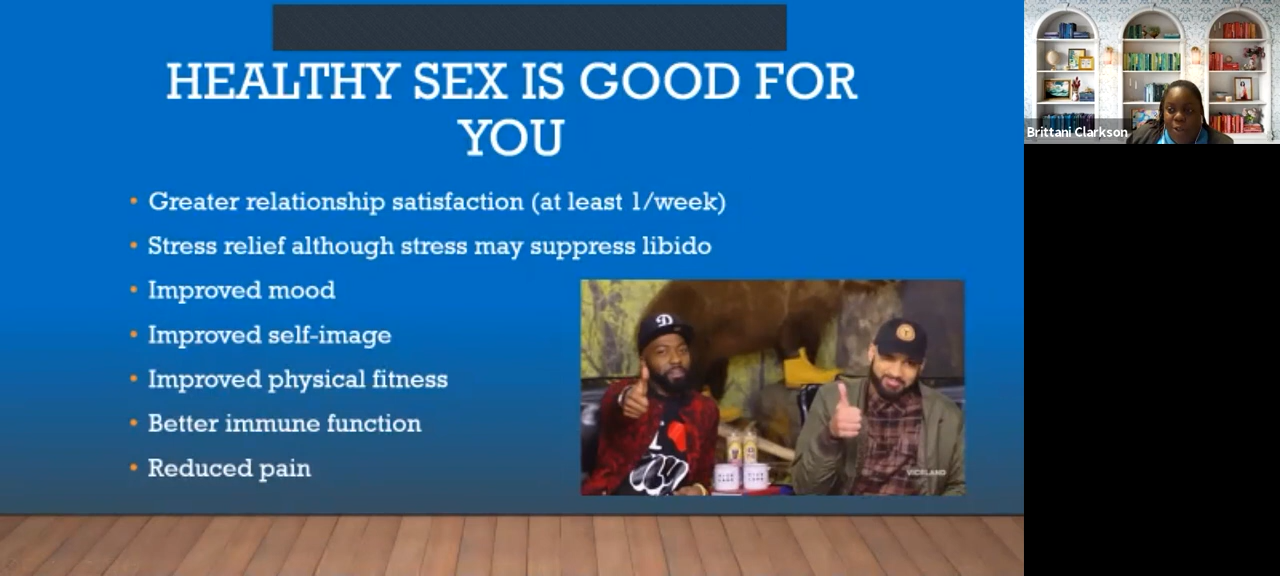 HEALTHY SEX IS GOOD FOR
YOU
• Greater relationship satisfaction (at least 1/week)
• Stress relief although stress may suppress libido
• Improved mood
• Improved self-image
• Improved physical fitness
• Better immune function
• Reduced pain
D
VICELAND
Brittani Clarkson